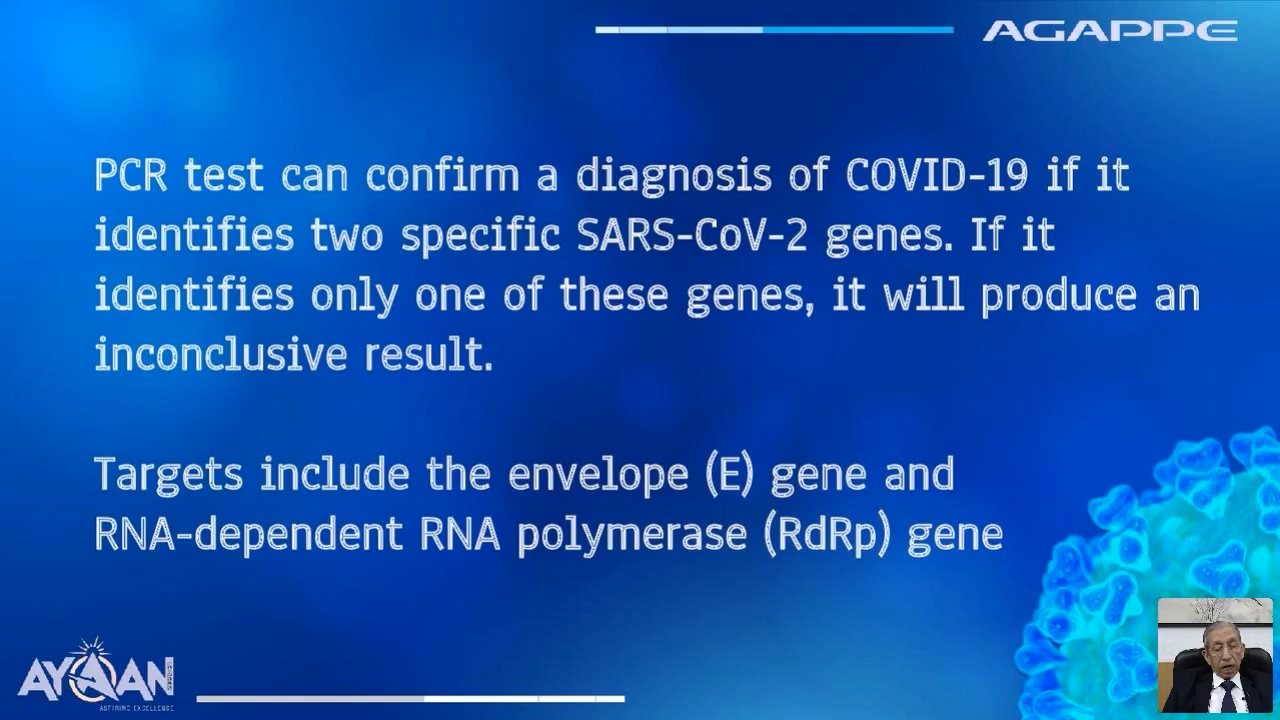 AGAPPE
PCR test can confirm a diagnosis of COVID-19 if it
identifies two specific SARS-CoV-2 genes. If it
identifies only one of these genes, it will produce an
inconclusive result.
Targets include the envelope (E) gene and
RNA-dependent RNA polymerase (RdRp) gene
AYAAN
ASPIRING EXCELLENCE